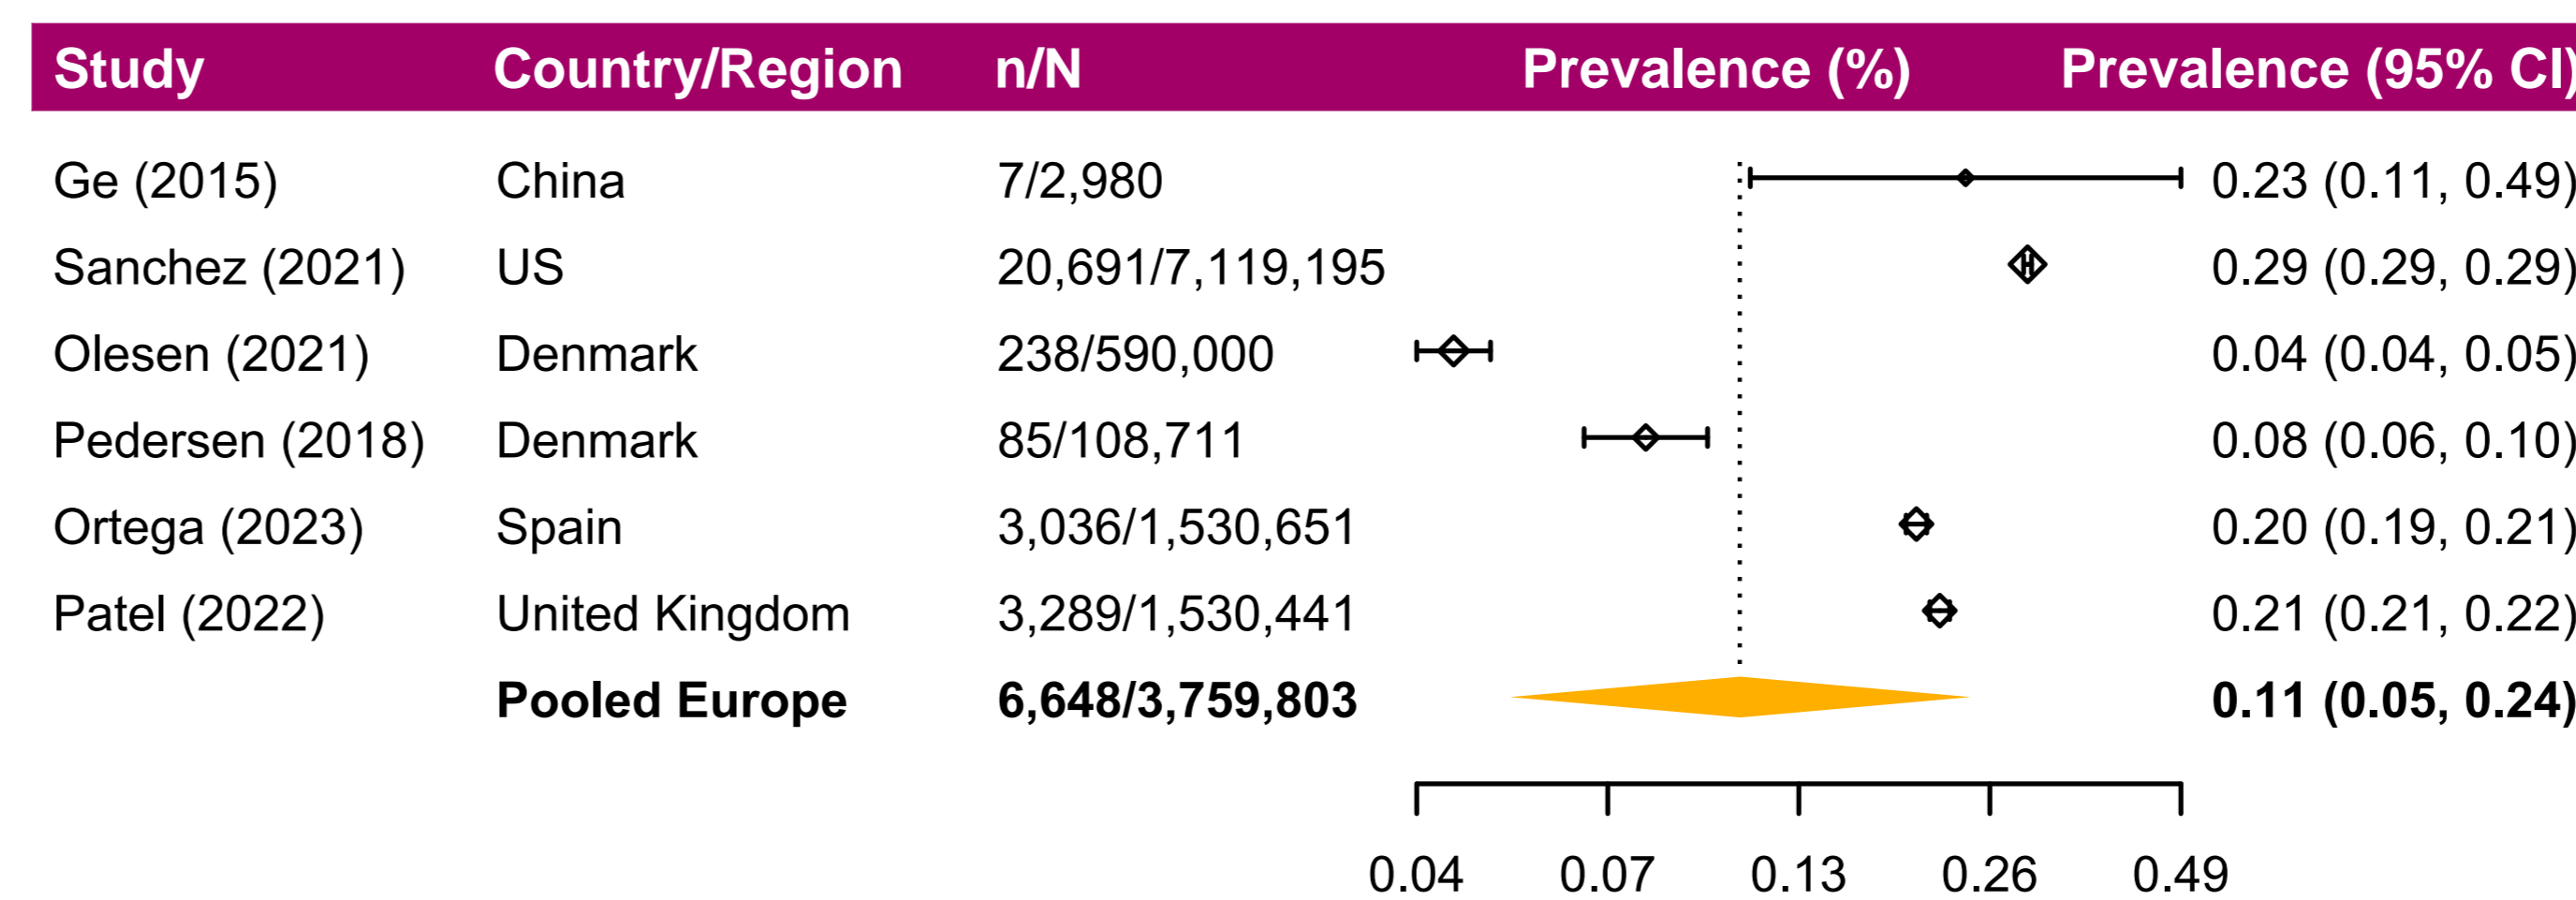 Study Country/Region n/N Prevalence (%) Prevalence (95% CI)
Ge (2015) China 7/2,980 0.23 (0.11, 0.49)
Sanchez (2021) US 20,691/7,119,195 0.29 (0.29, 0.29)
Olesen (2021) Denmark 238/590,000 0.04 (0.04, 0.05)
Pedersen (2018) Denmark 85/108,711 0.08 (0.06, 0.10)
Ortega (2023) Spain 3,036/1,530,651 0.20 (0.19, 0.21)
Patel (2022) United Kingdom 3,289/1,530,441 0.21 (0.21, 0.22)
Pooled Europe 6,648/3,759,803 0.11 (0.05, 0.24)
0.04 0.07 0.13 0.26 0.49